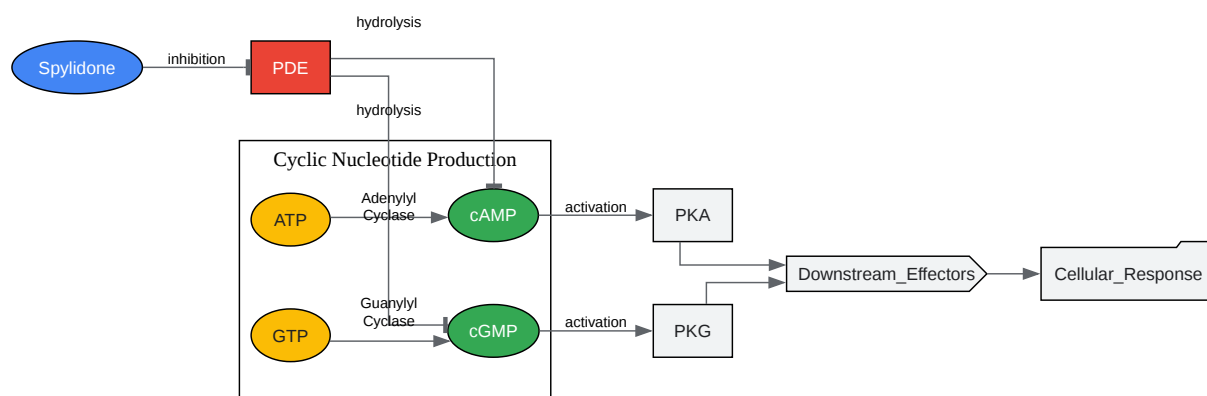 hydrolysis
inhibition
Spylidone
PDE
hydrolysis
Cyclic Nucleotide Production
Adenylyl
Cyclase
ATP
cAMP
activation
PKA
Downstream_Effectors
Cellular_Response
Guanylyl
Cyclase
GTP
cGMP
activation
PKG